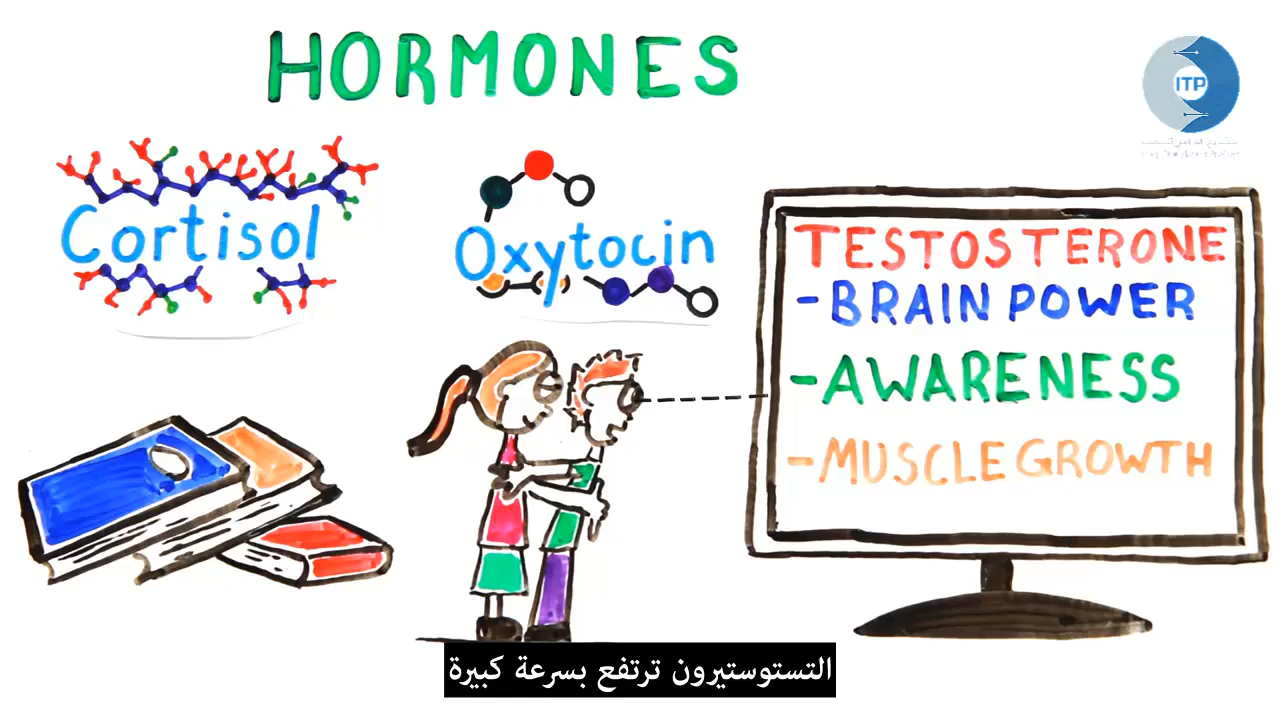 HORMONES
ITP
Cortisol
Oxytocin
TESTOSTERONE
- BRAIN POWER
- AWARENESS
- MUSCLE GROWTH
التستوستيرون ترتفع بسرعة كبيرة